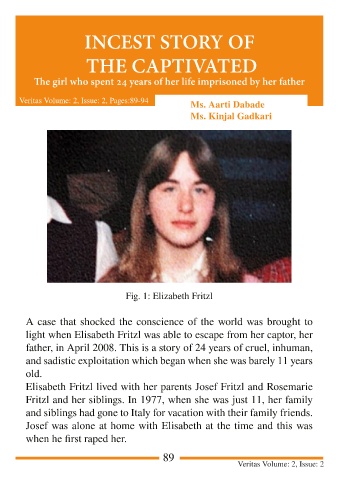 INCEST STORY OF
THE CAPTIVATED
The girl who spent 24 years of her life imprisoned by her father
Veritas Volume: 2, Issue. 2, Pages:89-94
Ms. Aarti Dabade
Ms. Kinjal Gadkari
Fig. 1: Elizabeth Fritzl
A case that shocked the conscience of the world was brought to
light when Elisabeth Fritzl was able to escape from her captor, her
father, in April 2008. This is a story of 24 years of cruel, inhuman,
and sadistic exploitation which began when she was barely 11 years
old.
Elisabeth Fritzl lived with her parents Josef Fritzl and Rosemarie
Fritzl and her siblings. In 1977, when she was just 11, her family
and siblings had gone to Italy for vacation with their family friends.
Josef was alone at home with Elisabeth at the time and this was
when he first raped her.
89
Veritas Volume: 2, Issue: 2